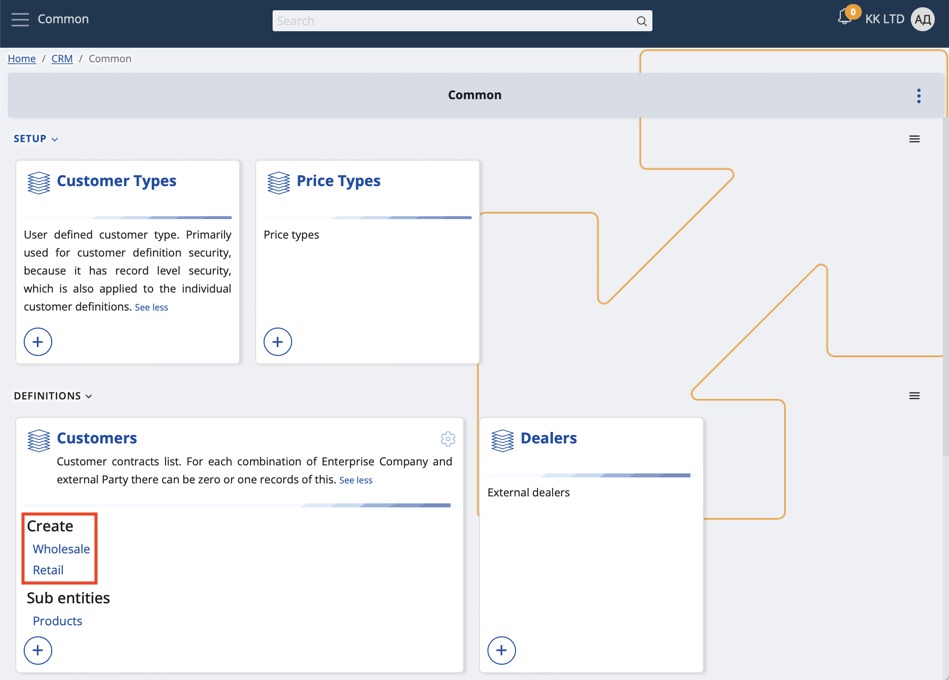 Common
Search
0
KK LTD
АД
Home / CRM / Common
Common
SETUP
Customer Types
User defined customer type. Primarily
used for customer definition security,
because it has record level security,
which is also applied to the individual
customer definitions. See less
Price Types
Price types
DEFINITIONS
Customers
Customer contracts list. For each combination of Enterprise Company and
external Party there can be zero or one records of this. See less
Create
Wholesale
Retail
Sub entities
Products
Dealers
External dealers